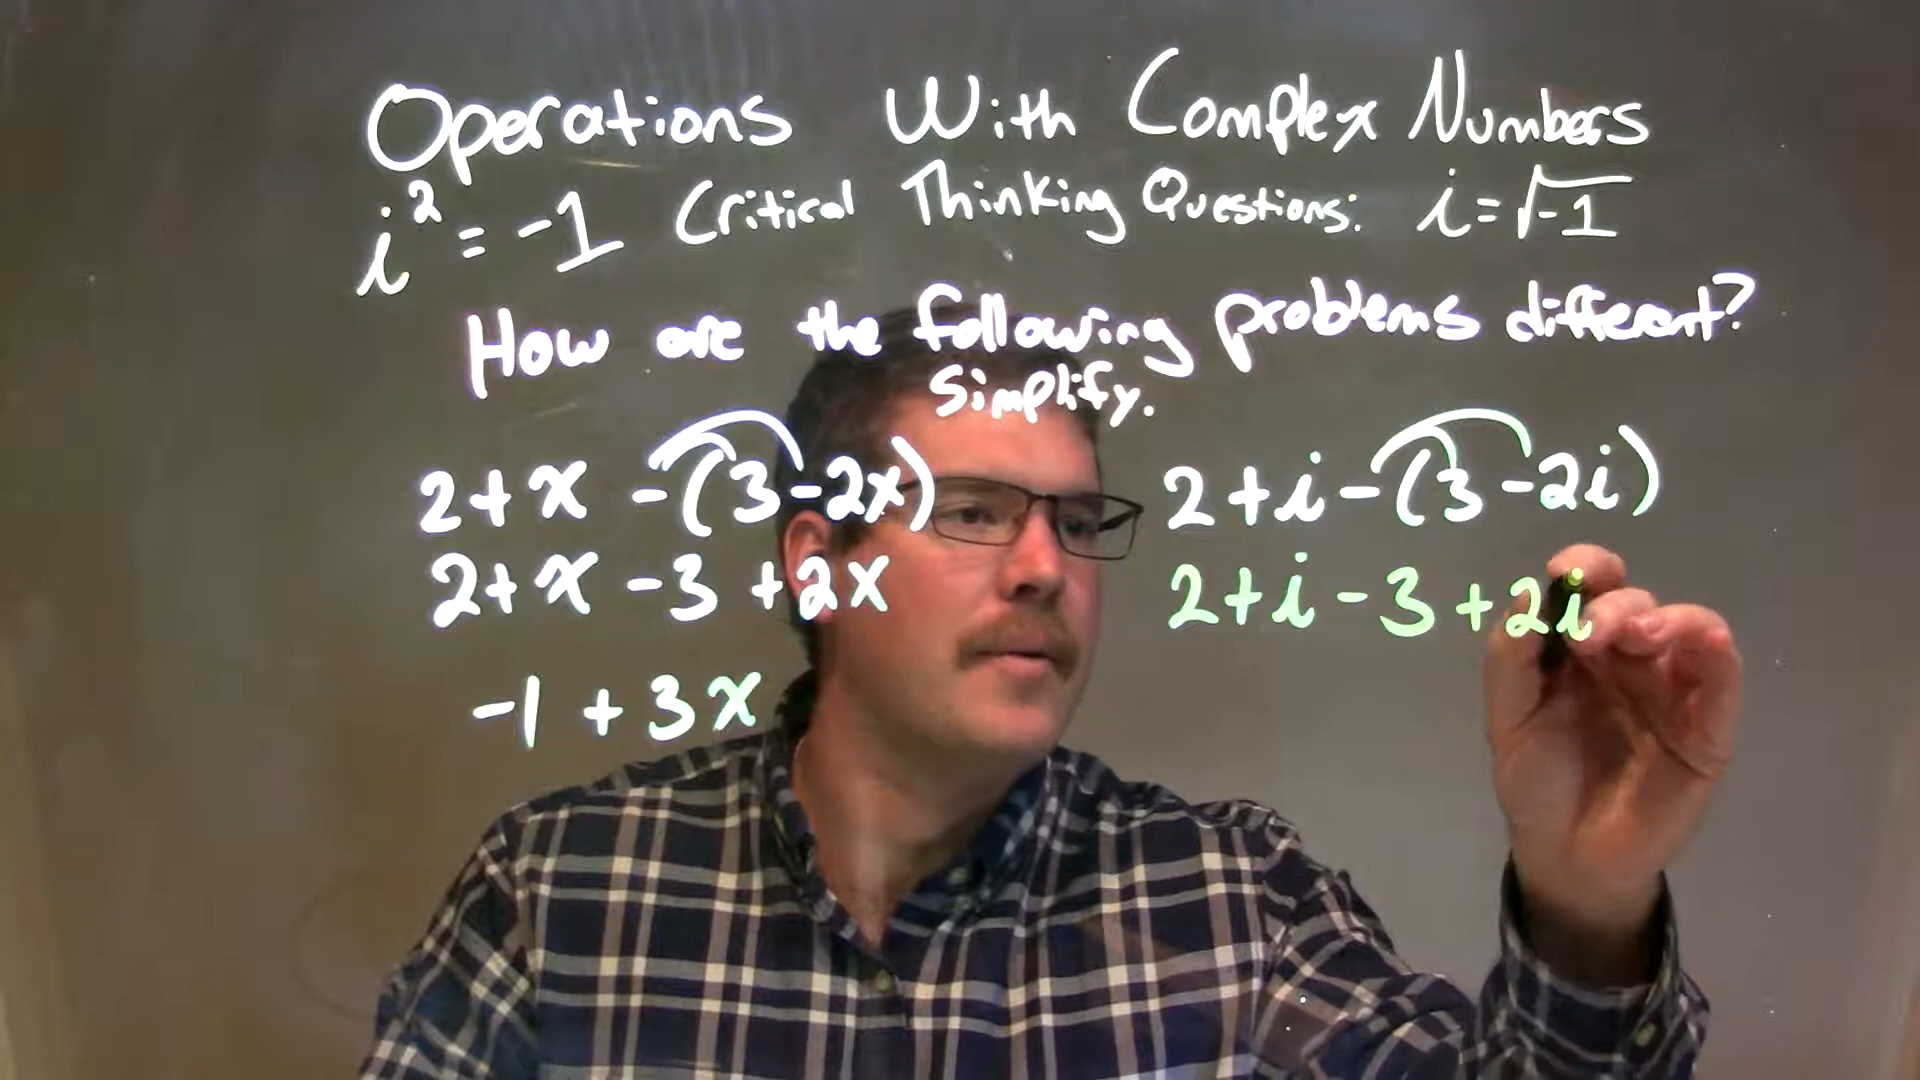 Operations With Complex Numbers
i² = -1 Critical Thinking Questions: i = √-1
How are the following problems different?
Simplify.
2+x -(3-2x) 2+i-(3-2i)
2+x -3 +2x 2+i-3+2i
-1 +3x